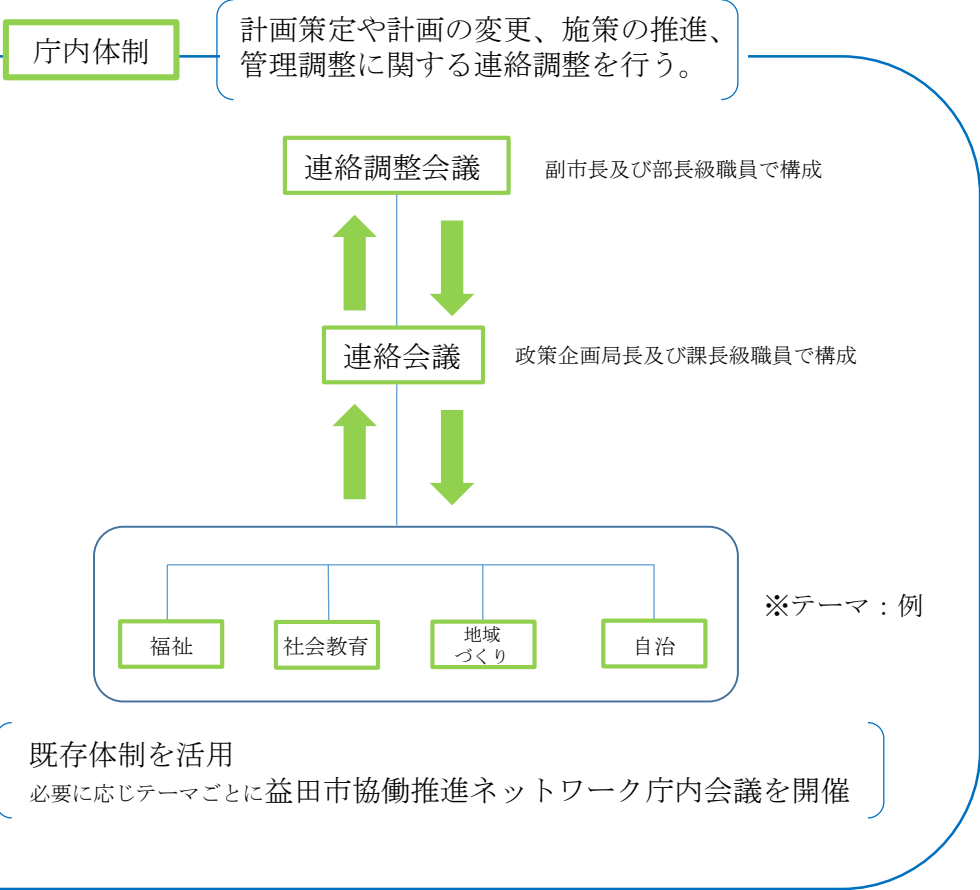 庁内体制
計画策定や計画の変更、施策の推進、
管理調整に関する連絡調整を行う。
連絡調整会議
副市長及び部長級職員で構成
連絡会議
政策企画局長及び課長級職員で構成
※テーマ：例
福祉
社会教育
地域
づくり
自治
既存体制を活用
必要に応じテーマごとに益田市協働推進ネットワーク庁内会議を開催